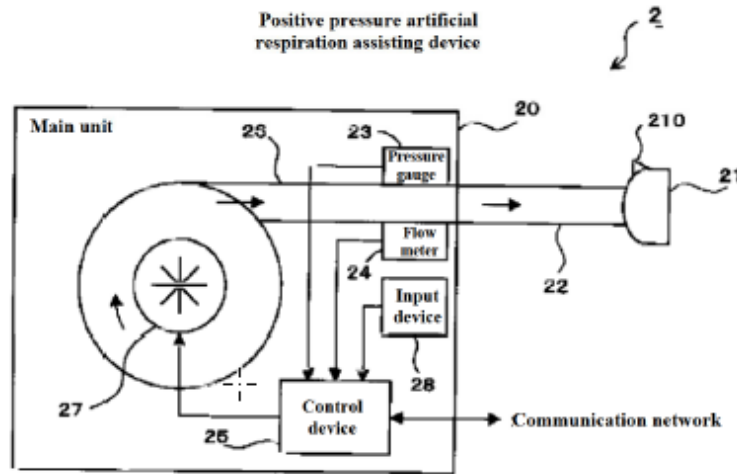 Positive pressure artificial
respiration assisting device
2
20
Main unit
26
23
210
Pressure
gauge
21
Flow
meter
24
22
Input
device
28
27
Control
device
25
Communication network